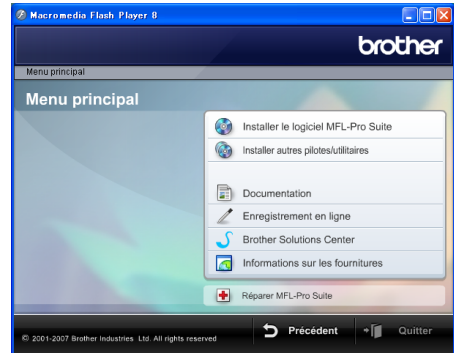 Macromedia Flash Player 8
brother
Menu principal
Menu principal
Installer le logiciel MFL-Pro Suite
Installer autres pilotes/utilitaires
Documentation
Enregistrement en ligne
Brother Solutions Center
Informations sur les fournitures
Réparer MFL-Pro Suite
© 2001-2007 Brother Industries Ltd. All rights reserved
Précédent
Quitter